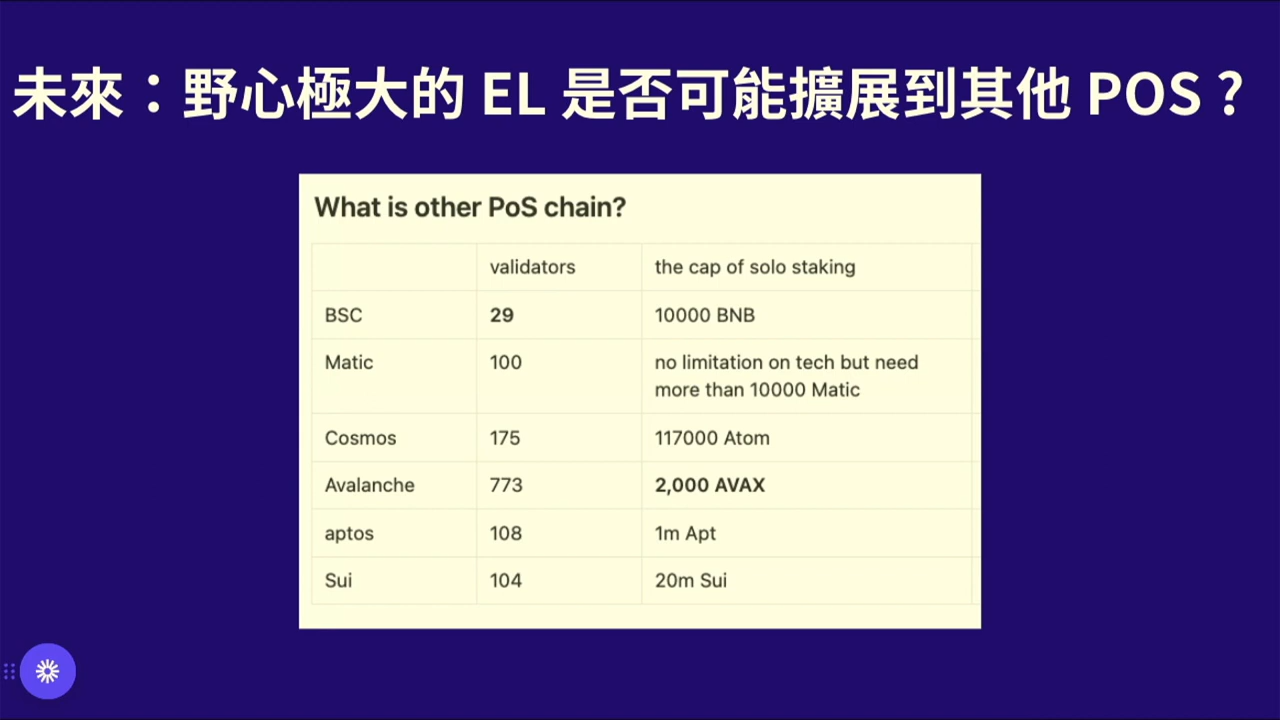 未來：野心極大的 EL 是否可能擴展到其他 POS？
What is other PoS chain?
validators the cap of solo staking
BSC 29 10000 BNB
Matic 100 no limitation on tech but need
more than 10000 Matic
Cosmos 175 117000 Atom
Avalanche 773 2,000 AVAX
aptos 108 1m Apt
Sui 104 20m Sui